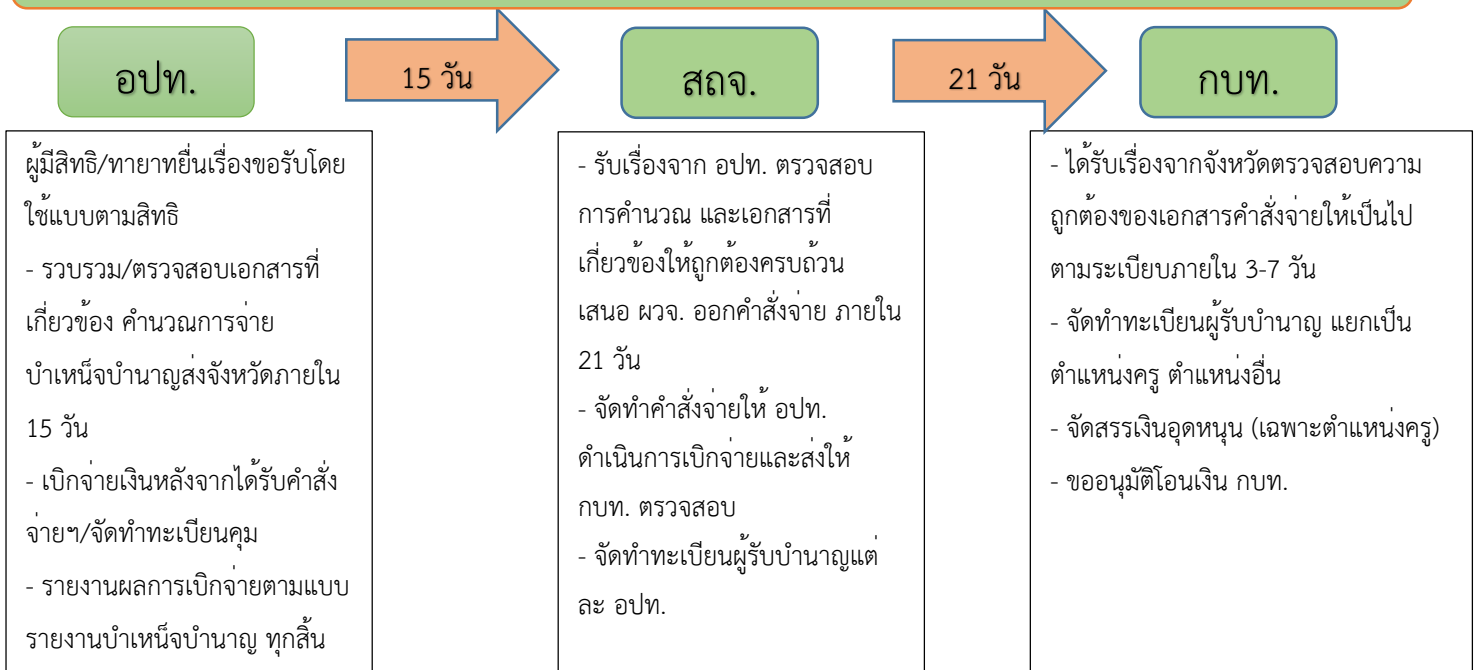 อปท.
15 วัน
สถจ.
21 วัน
กบท.
ผู้มีสิทธิ/ทายาทยื่นเรื่องขอรับโดย
ใช้แบบตามสิทธิ
- รวบรวม/ตรวจสอบเอกสารที่
เกี่ยวข้อง คำนวณการจ่าย
บำเหน็จบำนาญส่งจังหวัดภายใน
15 วัน
- เบิกจ่ายเงินหลังจากได้รับคำสั่ง
จ่ายฯ/จัดทำทะเบียนคุม
- รายงานผลการเบิกจ่ายตามแบบ
รายงานบำเหน็จบำนาญ ทุกสิ้น
- รับเรื่องจาก อปท. ตรวจสอบ
การคำนวณ และเอกสารที่
เกี่ยวข้องให้ถูกต้องครบถ้วน
เสนอ ผวจ. ออกคำสั่งจ่าย ภายใน
21 วัน
- จัดทำคำสั่งจ่ายให้ อปท.
ดำเนินการเบิกจ่ายและส่งให้
กบท. ตรวจสอบ
- จัดทำทะเบียนผู้รับบำนาญแต่
ละ อปท.
- ได้รับเรื่องจากจังหวัดตรวจสอบความ
ถูกต้องของเอกสารคำสั่งจ่ายให้เป็นไป
ตามระเบียบภายใน 3-7 วัน
- จัดทำทะเบียนผู้รับบำนาญ แยกเป็น
ตำแหน่งครู ตำแหน่งอื่น
- จัดสรรเงินอุดหนุน (เฉพาะตำแหน่งครู)
- ขออนุมัติโอนเงิน กบท.